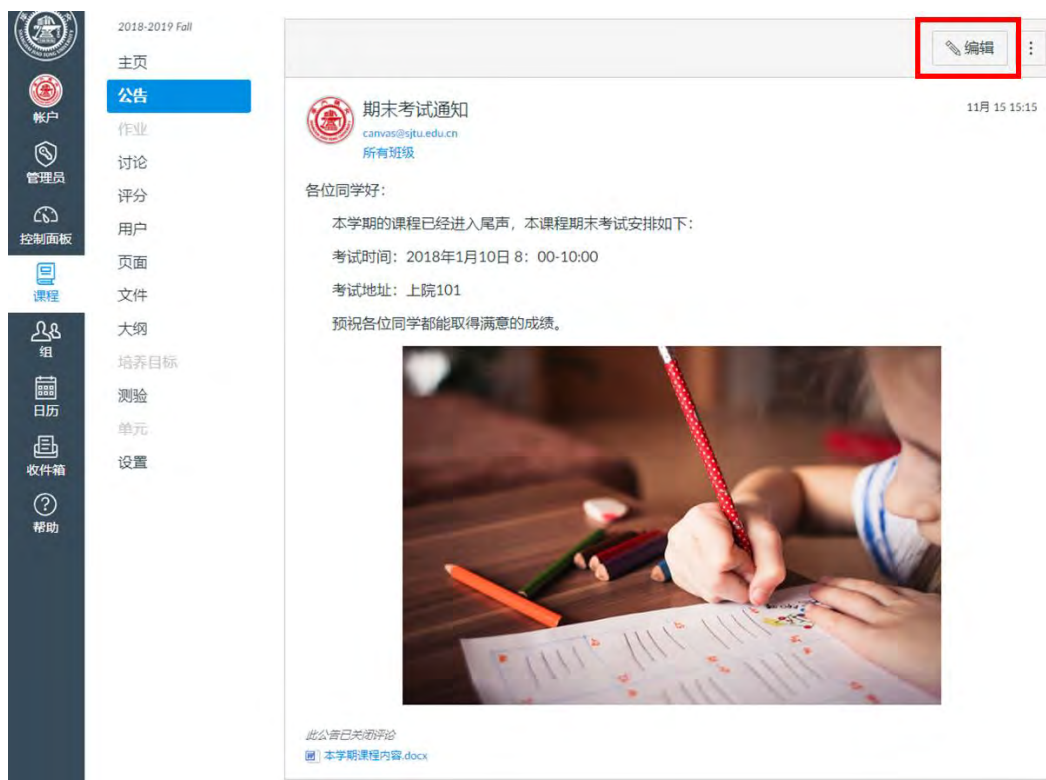 2018-2019 Fall
主页
公告
作业
讨论
评分
用户
页面
文件
大纲
培养目标
测验
单元
设置
帐户
管理员
控制面板
课程
组
日历
收件箱
帮助
编辑
期末考试通知
11月 15 15:15
canvas@sjtu.edu.cn
所有班级
各位同学好：
本学期的课程已经进入尾声，本课程期末考试安排如下：
考试时间：2018年1月10日 8：00-10:00
考试地址：上院101
预祝各位同学都能取得满意的成绩。
此公告已关闭评论
本学期课程内容.docx